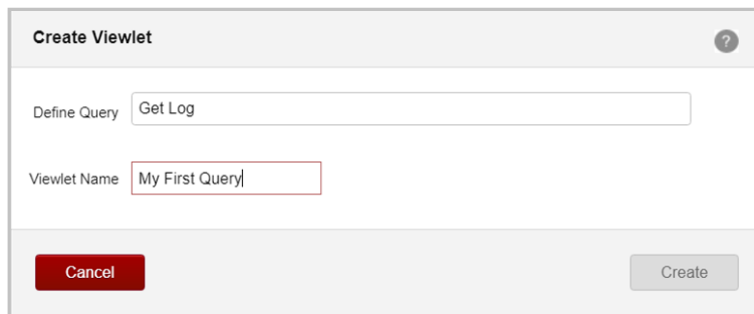 Create Viewlet
?
Define Query Get Log
Viewlet Name My First Query
Cancel Create